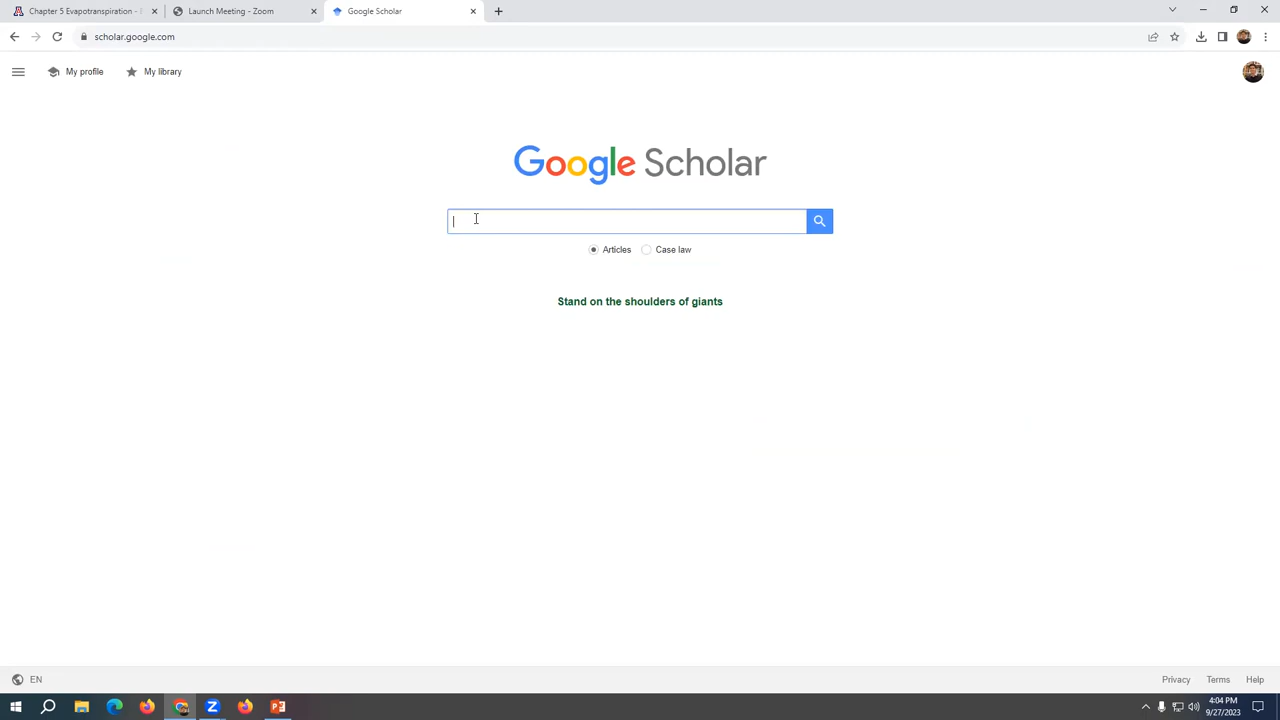 Chapter 5 Evapotranspiration -
Launch Meeting - Zoom
Google Scholar
scholar.google.com
My profile
My library
Google Scholar
Articles
Case law
Stand on the shoulders of giants
EN
Privacy
Terms
Help
4:04 PM
9/27/2023